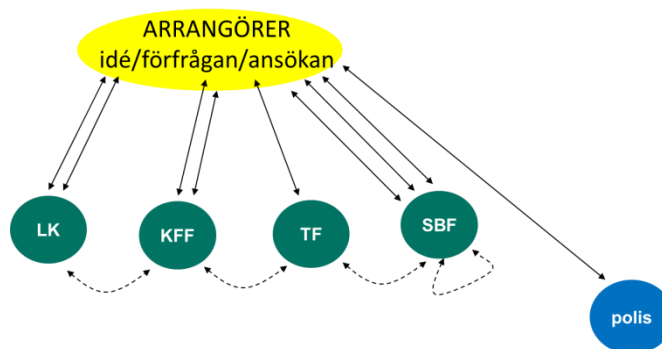 ARRANGÖRER
idé/förfrågan/ansökan
LK
KFF
TF
SBF
polis